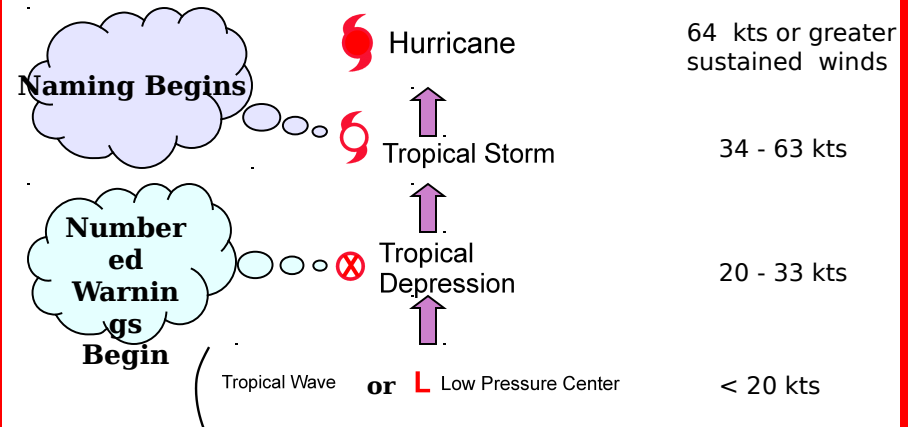 Hurricane
64 kts or greater
sustained winds
Naming Begins
Tropical Storm
34 - 63 kts
Number
ed
Warnin
gs
Begin
X
Tropical
Depression
20 - 33 kts
Tropical Wave or L Low Pressure Center
< 20 kts